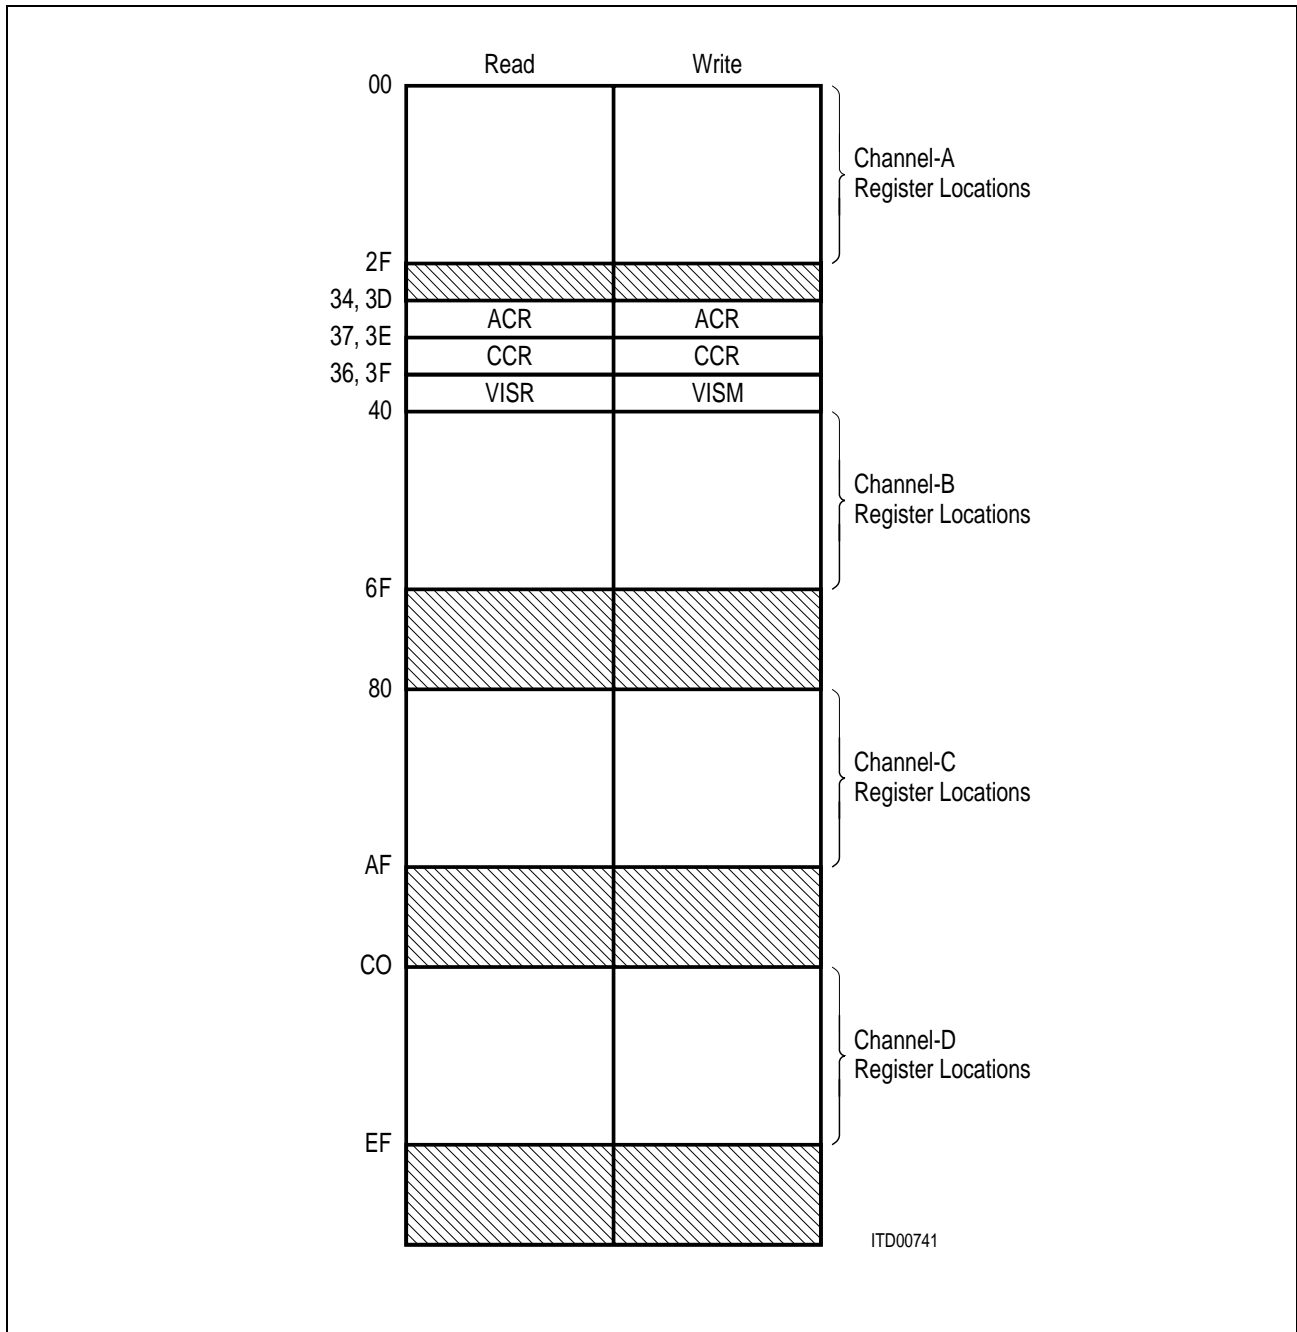 Read Write
00
Channel-A
Register Locations
2F
34, 3D
ACR ACR
37, 3E
CCR CCR
36, 3F
VISR VISM
40
Channel-B
Register Locations
6F
80
Channel-C
Register Locations
AF
CO
Channel-D
Register Locations
EF
ITD00741